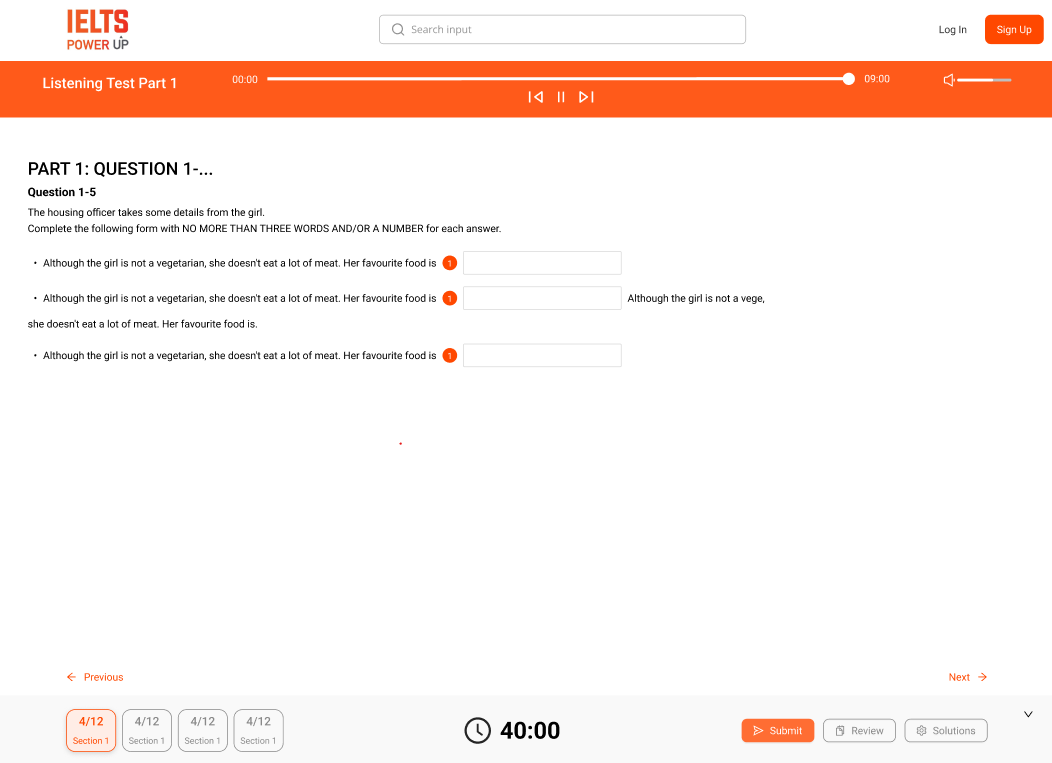 IELTS
POWER UP
Search input
Log In
Sign Up
Listening Test Part 1
00:00
09:00
PART 1: QUESTION 1-...
Question 1-5
The housing officer takes some details from the girl.
Complete the following form with NO MORE THAN THREE WORDS AND/OR A NUMBER for each answer.
• Although the girl is not a vegetarian, she doesn't eat a lot of meat. Her favourite food is 1
• Although the girl is not a vegetarian, she doesn't eat a lot of meat. Her favourite food is 1 Although the girl is not a vege,
she doesn't eat a lot of meat. Her favourite food is.
• Although the girl is not a vegetarian, she doesn't eat a lot of meat. Her favourite food is 1
Previous
Next
4/12 4/12 4/12 4/12
Section 1 Section 1 Section 1 Section 1
40:00
Submit
Review
Solutions